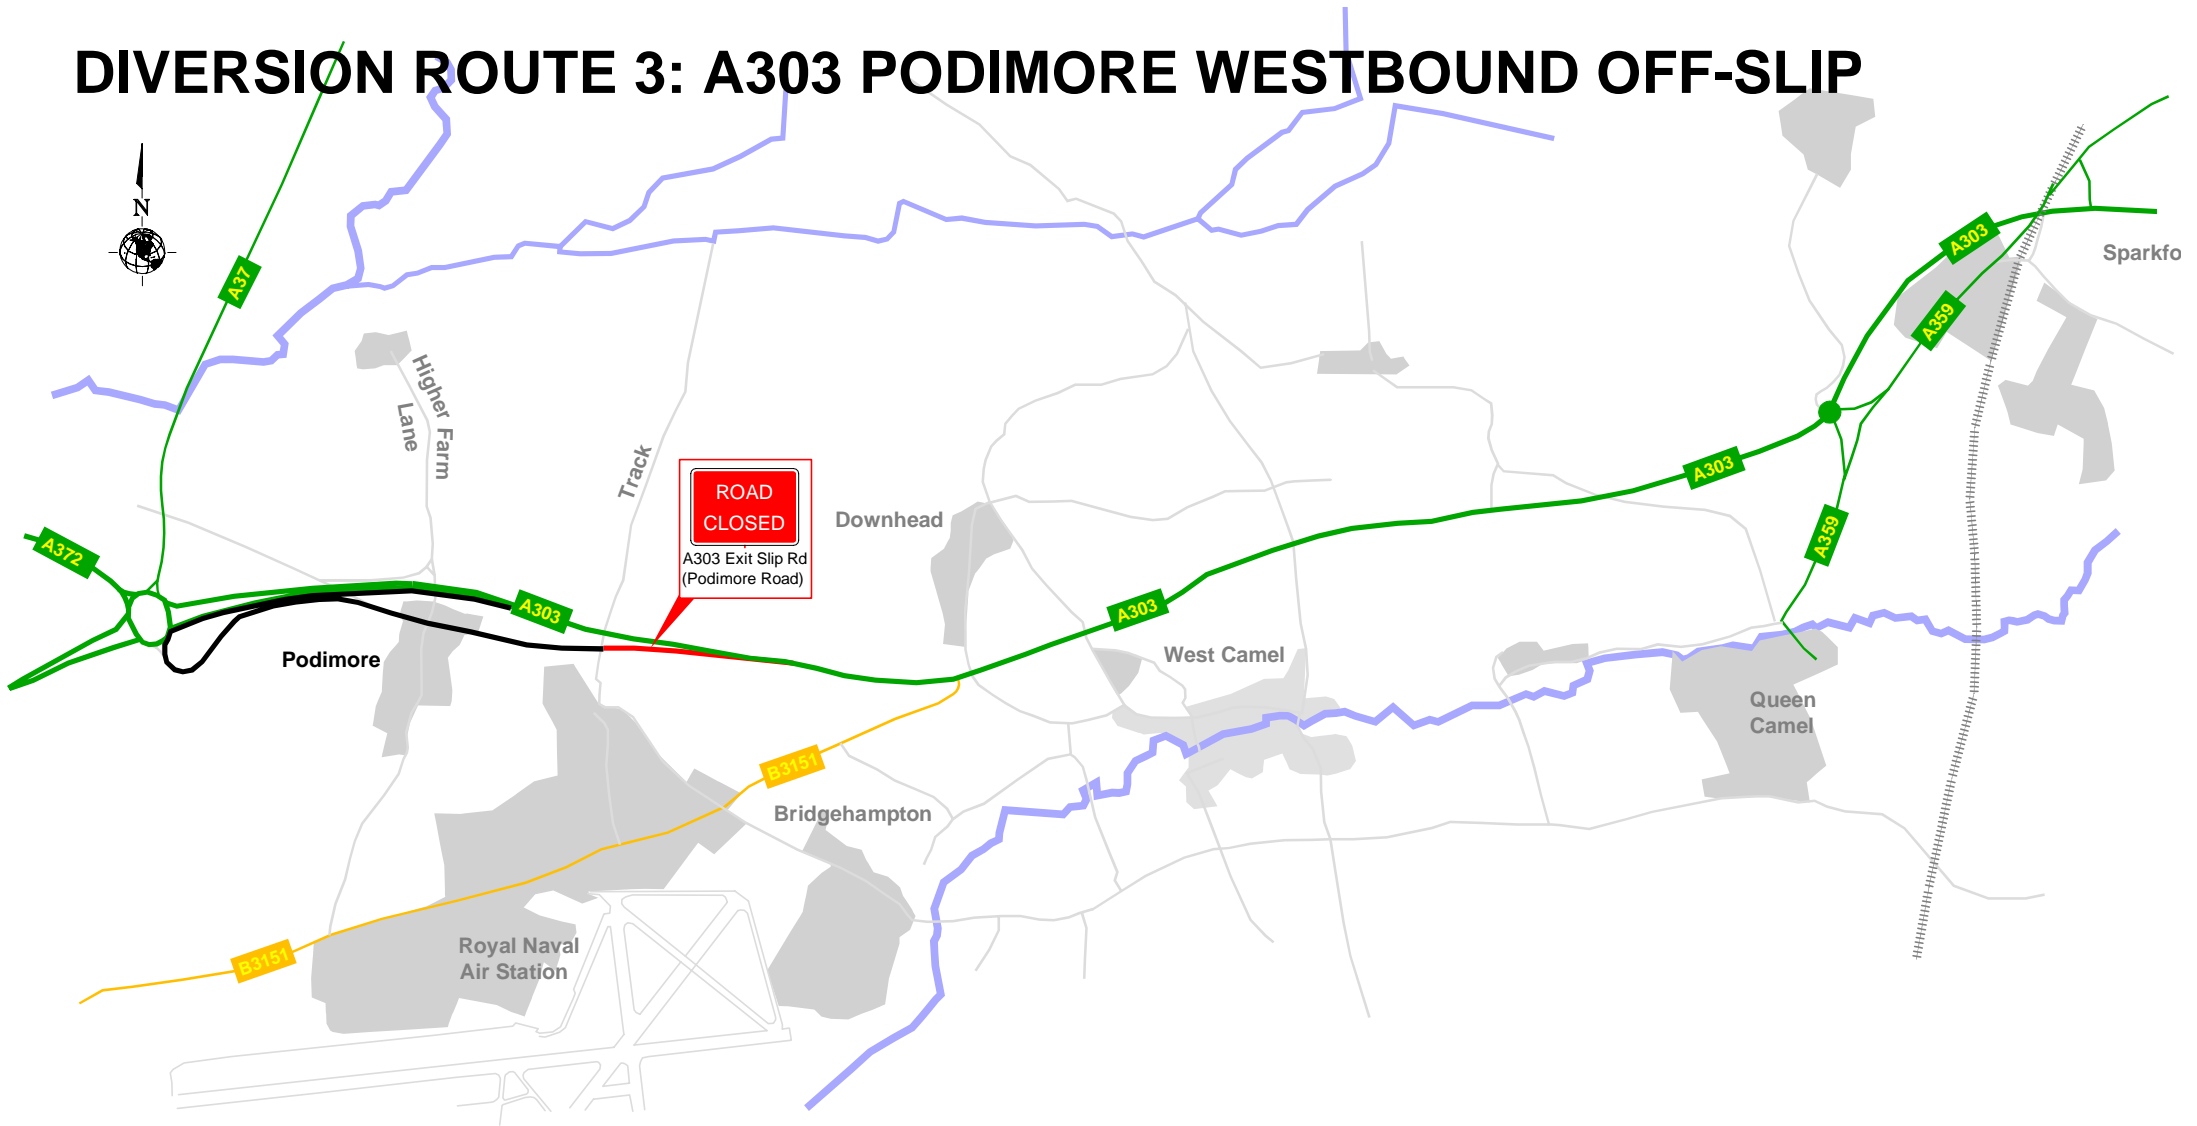 DIVERSION ROUTE 3: A303 PODIMORE WESTBOUND OFF-SLIP
N
A37
A303
Sparkfo
A359
Higher Farm
Lane
Track
A303
ROAD
CLOSED
A303 Exit Slip Rd
(Podimore Road)
Downhead
A372
A359
A303
A303
Podimore
West Camel
Queen
Camel
B3151
Bridgehampton
B3151
Royal Naval
Air Station